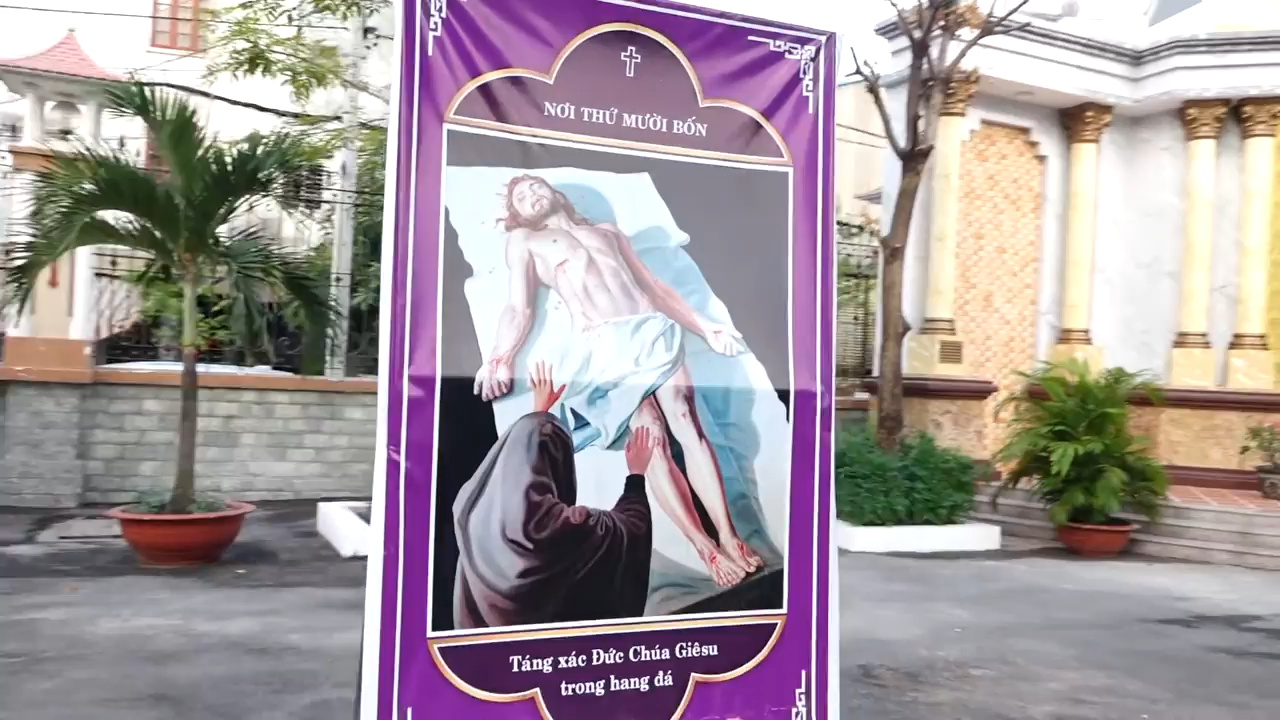 NƠI THỨ MƯỜI BỐN
Táng xác Đức Chúa Giêsu
trong hang đá